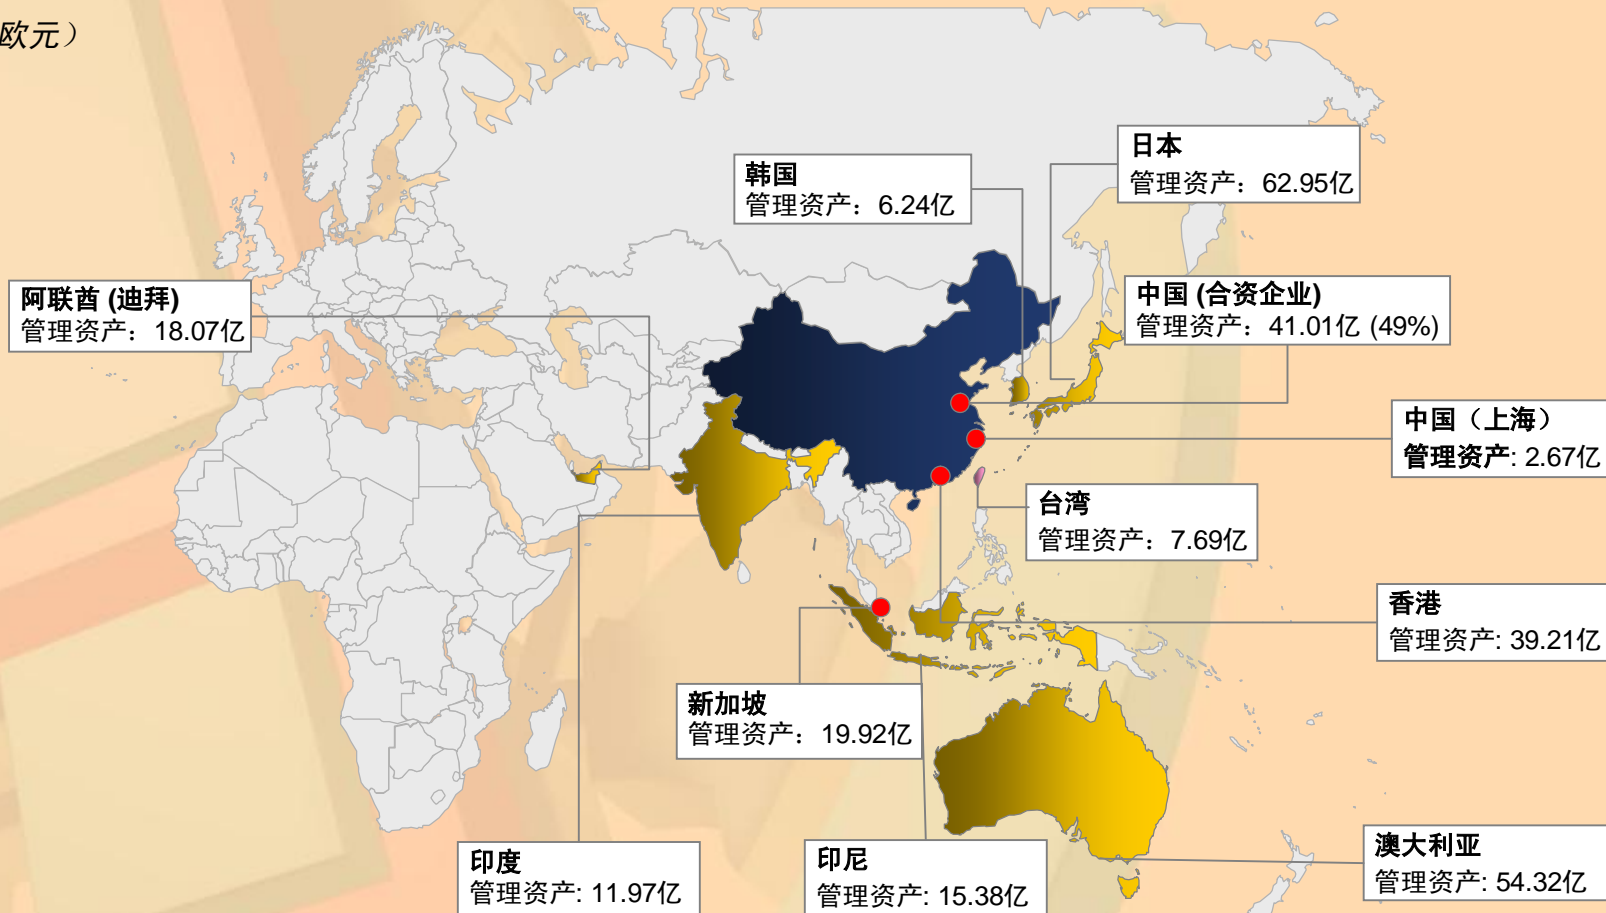 欧元）
日本
管理资产：62.95亿
韩国
管理资产：6.24亿
阿联酋 (迪拜)
管理资产：18.07亿
中国 (合资企业)
管理资产：41.01亿 (49%)
中国（上海）
管理资产: 2.67亿
台湾
管理资产：7.69亿
香港
管理资产: 39.21亿
新加坡
管理资产：19.92亿
印度
管理资产: 11.97亿
印尼
管理资产: 15.38亿
澳大利亚
管理资产: 54.32亿